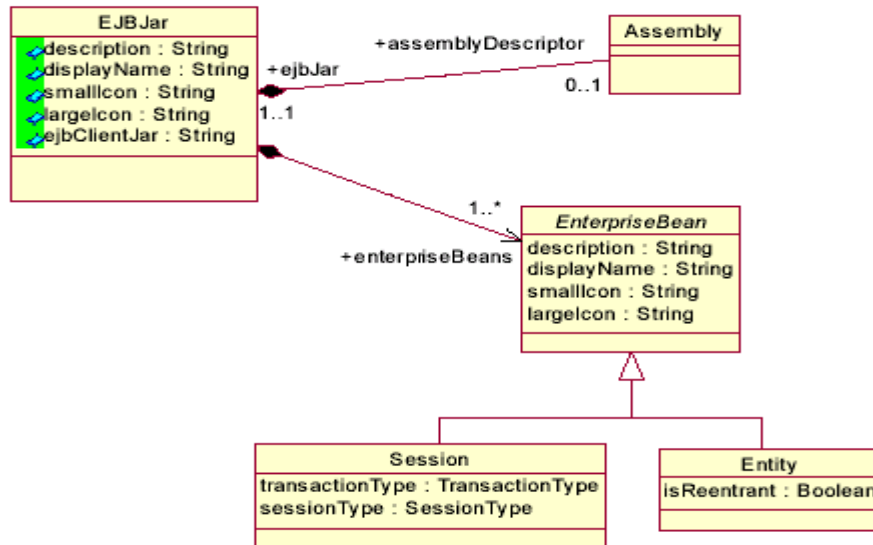 EJBJar
description : String
displayName : String
smallIcon : String
largeIcon : String
ejbClientJar : String
+ejbJar
1..1
+assemblyDescriptor
0..1
Assembly
1..*
+enterpriseBeans
EnterpriseBean
description : String
displayName : String
smallIcon : String
largeIcon : String
Session
transactionType : TransactionType
sessionType : SessionType
Entity
isReentrant : Boolean